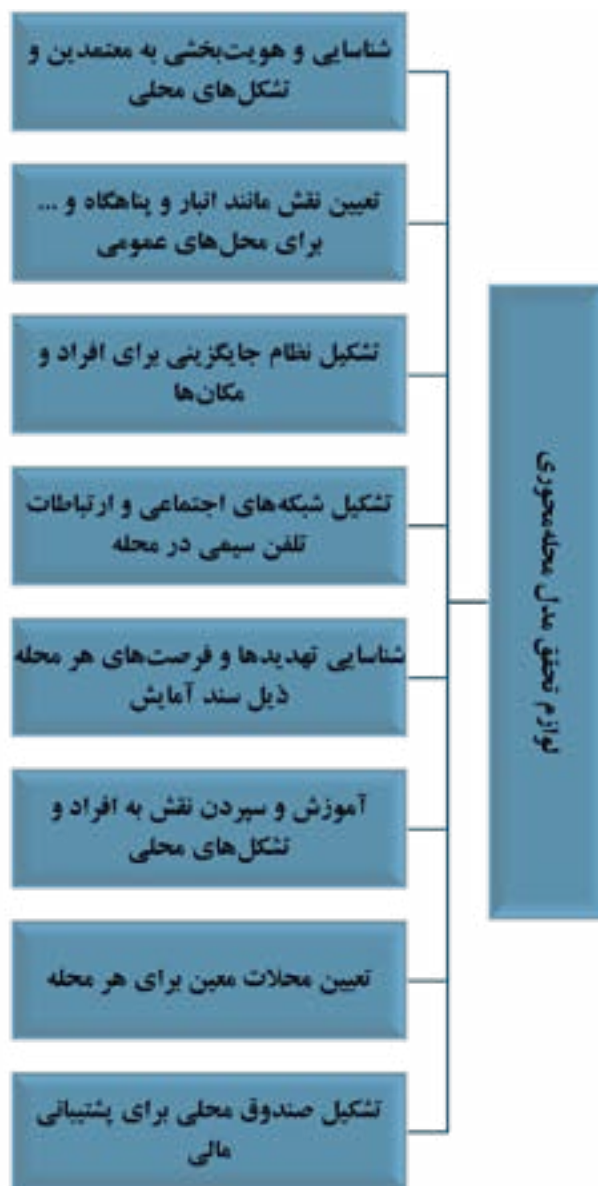 لوازم تحقق مدل محله‌محوری
شناسایی و هویت‌بخشی به معتمدین و
تشکل‌های محلی
تعیین نقش مانند انبار و پناهگاه و ...
برای محل‌های عمومی
تشکیل نظام جایگزینی برای افراد و
مکان‌ها
تشکیل شبکه‌های اجتماعی و ارتباطات
تلفن سیمی در محله
شناسایی تهدیدها و فرصت‌های هر محله
ذیل سند آمایش
آموزش و سپردن نقش به افراد و
تشکل‌های محلی
تعیین محلات معین برای هر محله
تشکیل صندوق محلی برای پشتیبانی
مالی